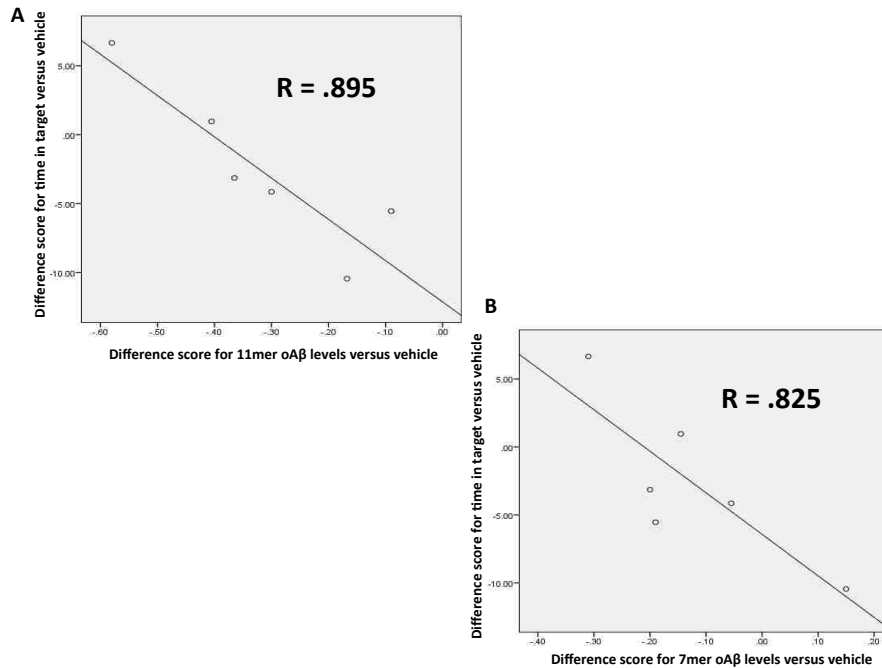 A
Difference score for time in target versus vehicle
5.00
.00
-5.00
-10.00
R = .895
-.60
-.50
-.40
-.30
-.20
-.10
.00
Difference score for 11mer oAβ levels versus vehicle
B
Difference score for time in target versus vehicle
5.00
.00
-5.00
-10.00
R = .825
-.40
-.30
-.20
-.10
.00
.10
.20
Difference score for 7mer oAβ levels versus vehicle